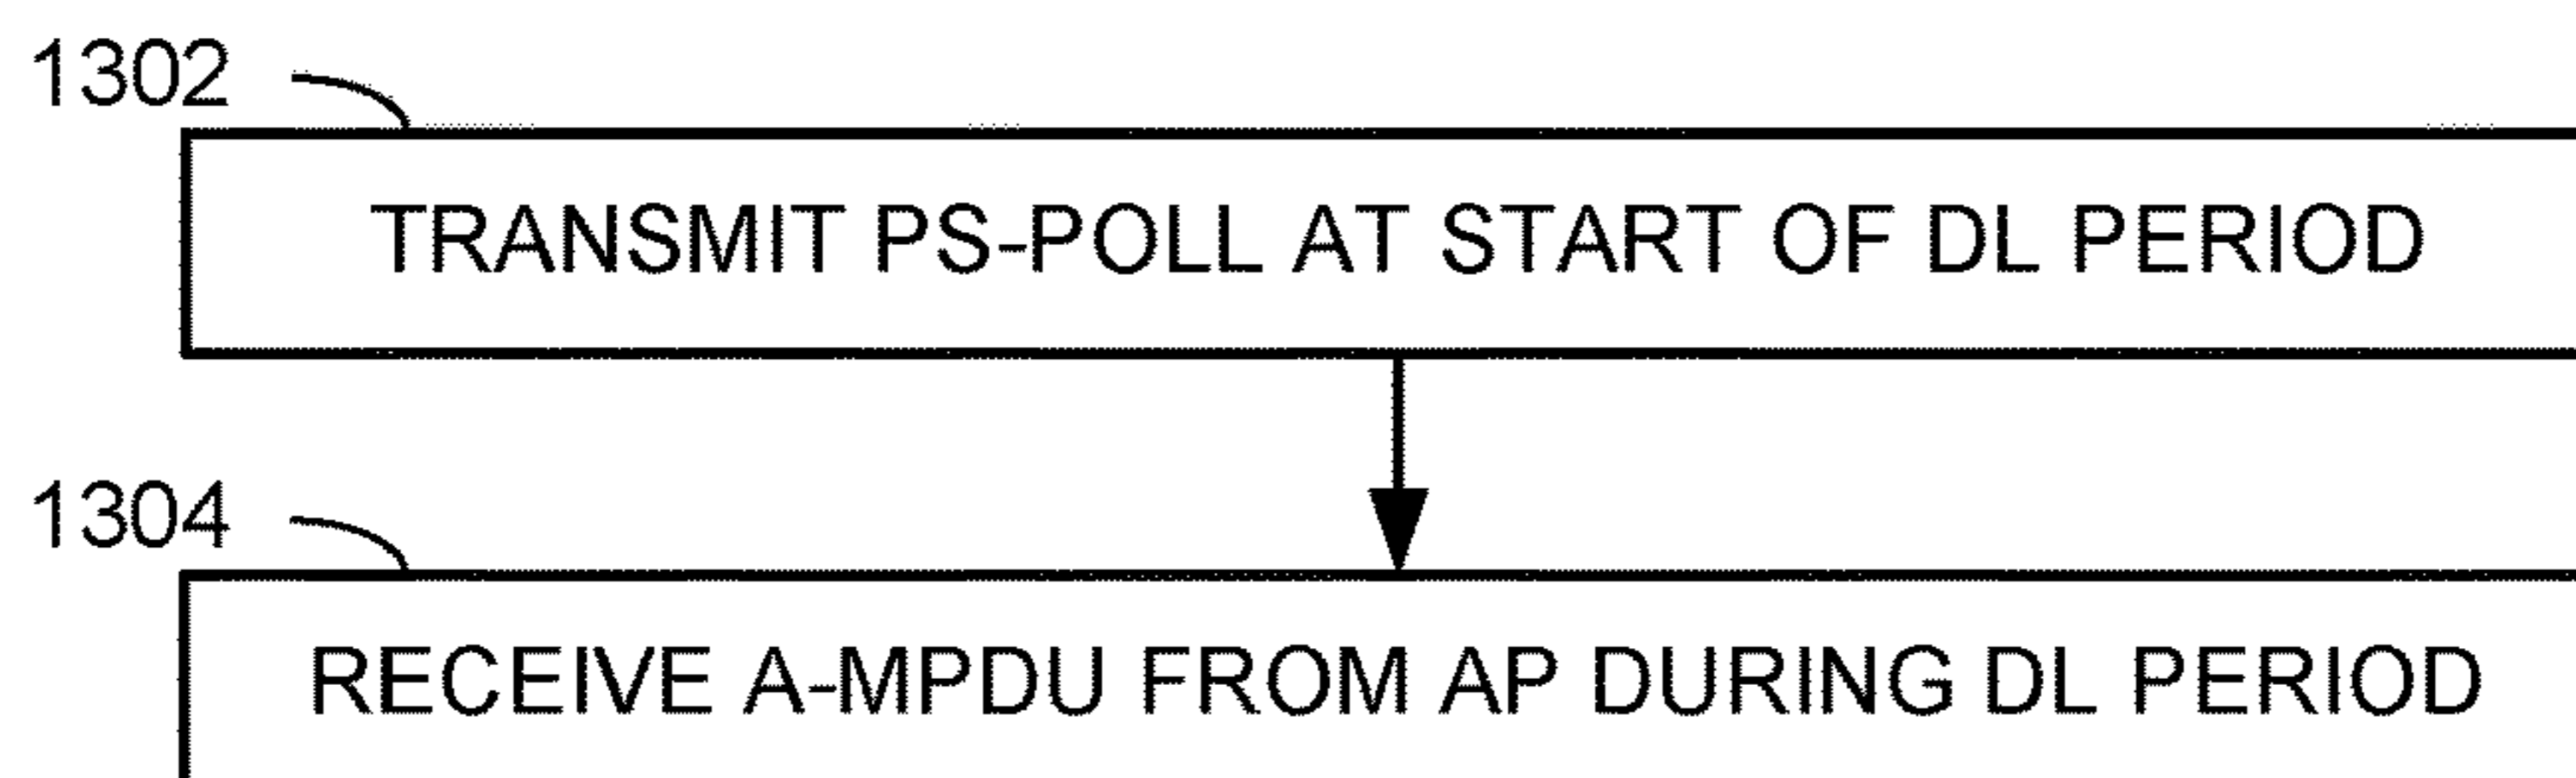 1302
TRANSMIT PS-POLL AT START OF DL PERIOD
1304
RECEIVE A-MPDU FROM AP DURING DL PERIOD